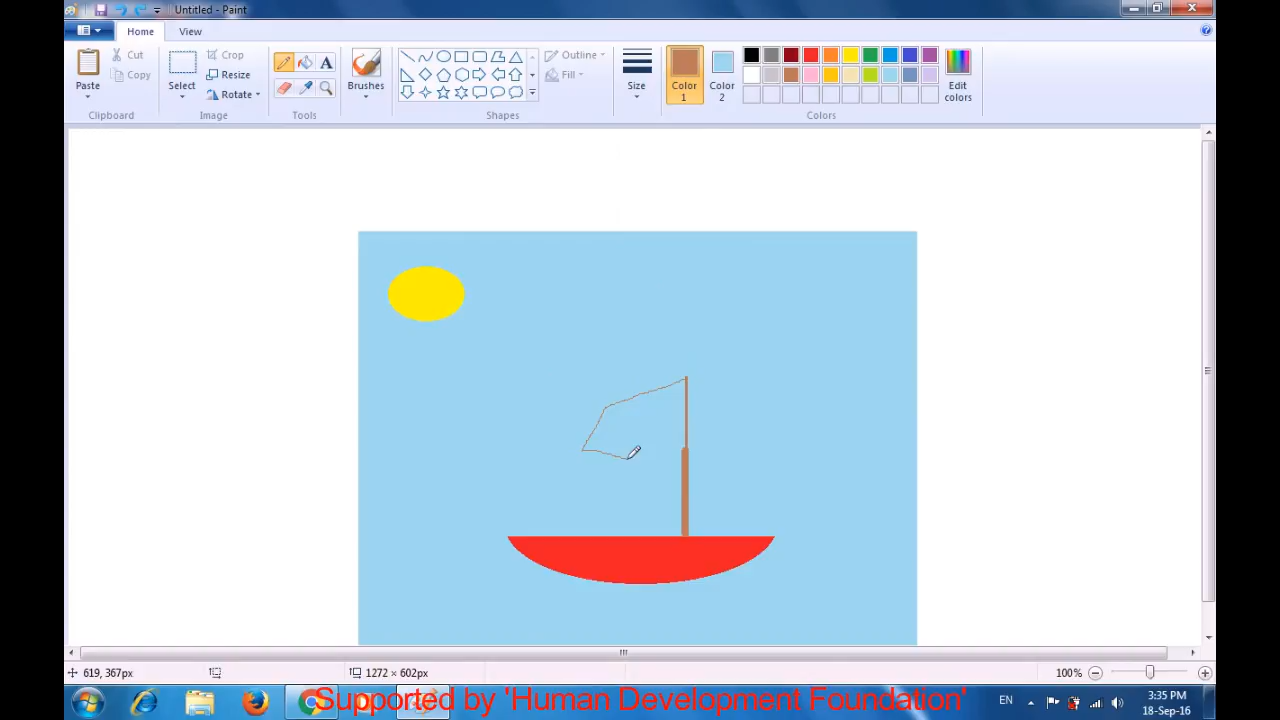 Untitled - Paint
Home
View
Paste
Cut
Copy
Clipboard
Select
Crop
Resize
Rotate
Image
A
Tools
Brushes
Outline
Fill
Shapes
Size
Color 1
Color 2
Edit colors
Colors
619, 367px
1272 × 602px
100%
Supported by 'Human Development Foundation'
EN
3:35 PM
18-Sep-16